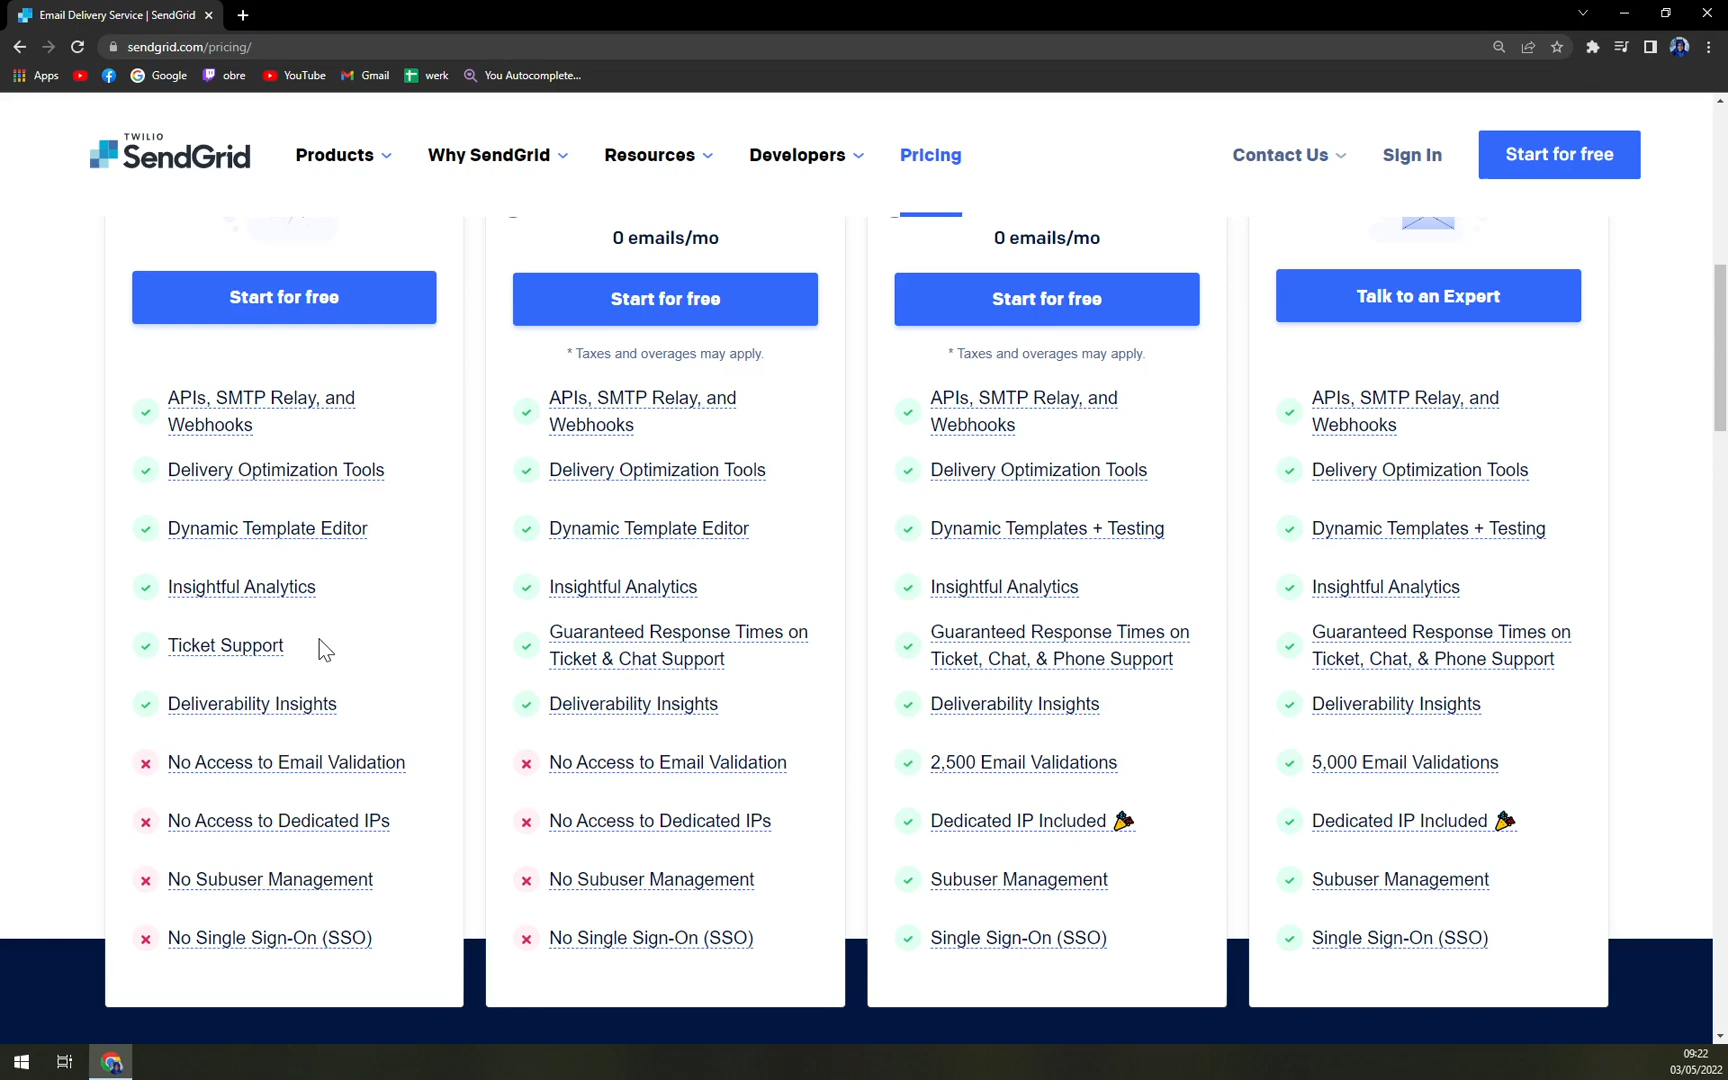 Email Delivery Service | SendGrid
sendgrid.com/pricing/
Apps
Google
obre
YouTube
Gmail
werk
You Autocomplete...
TWILIO
SendGrid
Products
Why SendGrid
Resources
Developers
Pricing
Contact Us
Sign In
Start for free
0 emails/mo
0 emails/mo
Start for free
Start for free
Start for free
Talk to an Expert
* Taxes and overages may apply.
* Taxes and overages may apply.
APIs, SMTP Relay, and
Webhooks
Delivery Optimization Tools
Dynamic Template Editor
Insightful Analytics
Ticket Support
Deliverability Insights
No Access to Email Validation
No Access to Dedicated IPs
No Subuser Management
No Single Sign-On (SSO)
APIs, SMTP Relay, and
Webhooks
Delivery Optimization Tools
Dynamic Template Editor
Insightful Analytics
Guaranteed Response Times on
Ticket & Chat Support
Deliverability Insights
No Access to Email Validation
No Access to Dedicated IPs
No Subuser Management
No Single Sign-On (SSO)
APIs, SMTP Relay, and
Webhooks
Delivery Optimization Tools
Dynamic Templates + Testing
Insightful Analytics
Guaranteed Response Times on
Ticket, Chat, & Phone Support
Deliverability Insights
2,500 Email Validations
Dedicated IP Included 🎉
Subuser Management
Single Sign-On (SSO)
APIs, SMTP Relay, and
Webhooks
Delivery Optimization Tools
Dynamic Templates + Testing
Insightful Analytics
Guaranteed Response Times on
Ticket, Chat, & Phone Support
Deliverability Insights
5,000 Email Validations
Dedicated IP Included 🎉
Subuser Management
Single Sign-On (SSO)
09:22
03/05/2022